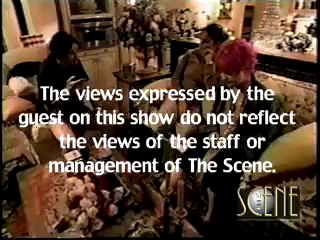 The views expressed by the
guest on this show do not reflect
the views of the staff or
management of The Scene.
SCENE